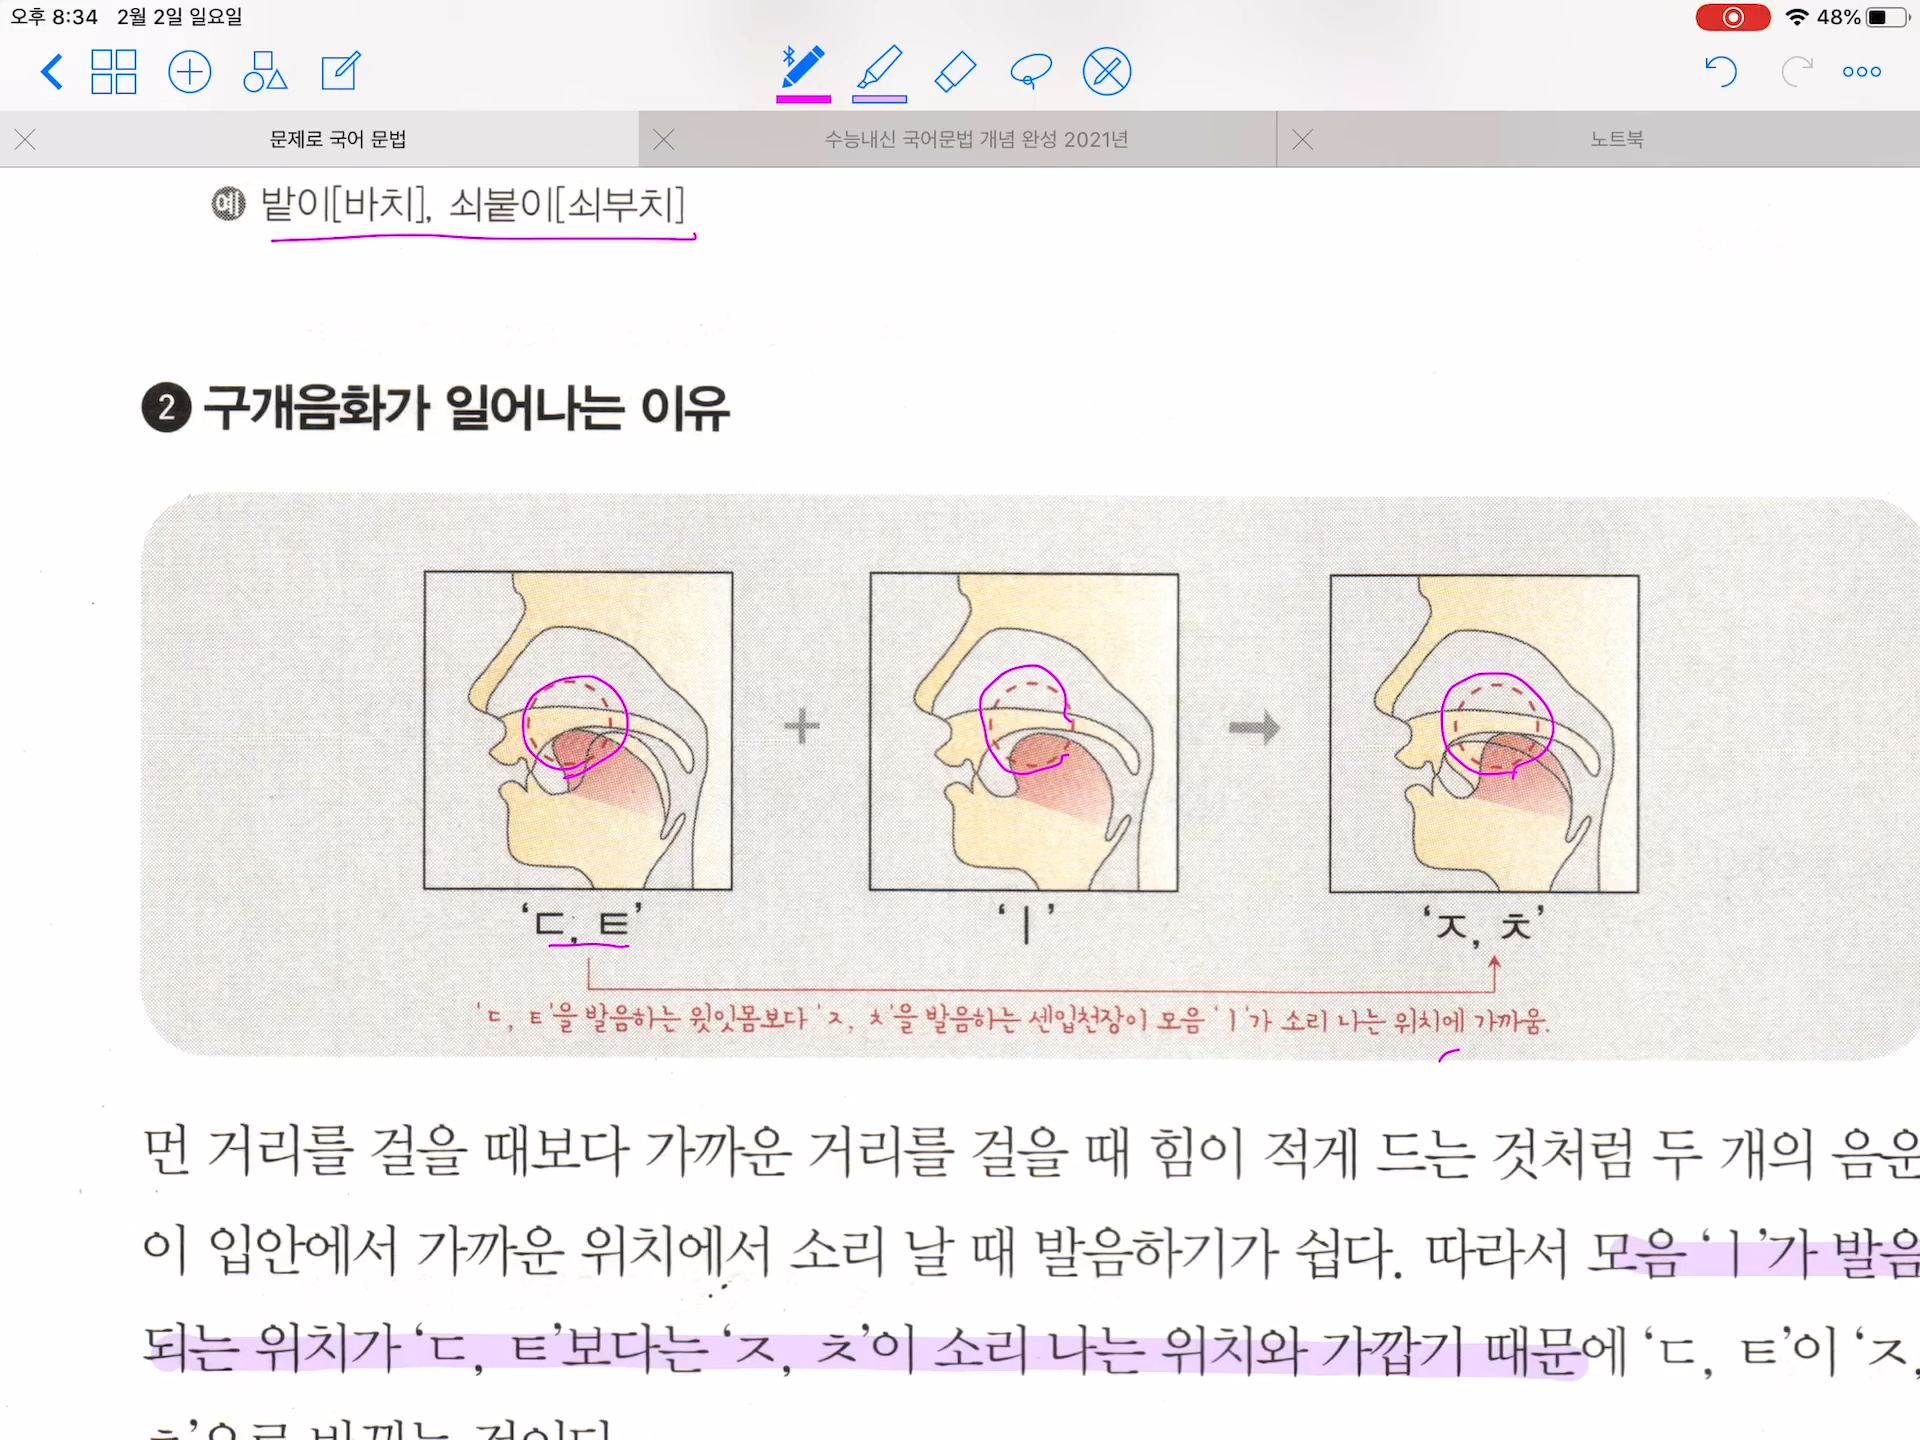 오후 8:34 2월 2일 일요일 48%
문제로 국어 문법 수능내신 국어문법 개념 완성 2021년 노트북
예 밭이[바치], 쇠붙이[쇠부치]
2 구개음화가 일어나는 이유
‘ㄷ, ㅌ’ + ‘ㅣ’ → ‘ㅈ, ㅊ’
‘ㄷ, ㅌ’을 발음하는 윗잇몸보다 ‘ㅈ, ㅊ’을 발음하는 센입천장이 모음 ‘ㅣ’가 소리 나는 위치에 가까움.
먼 거리를 걸을 때보다 가까운 거리를 걸을 때 힘이 적게 드는 것처럼 두 개의 음운
이 입안에서 가까운 위치에서 소리 날 때 발음하기가 쉽다. 따라서 모음 ‘ㅣ’가 발음
되는 위치가 ‘ㄷ, ㅌ’보다는 ‘ㅈ, ㅊ’이 소리 나는 위치와 가깝기 때문에 ‘ㄷ, ㅌ’이 ‘ㅈ,
ㅊ’으로 바뀌는 것이다.